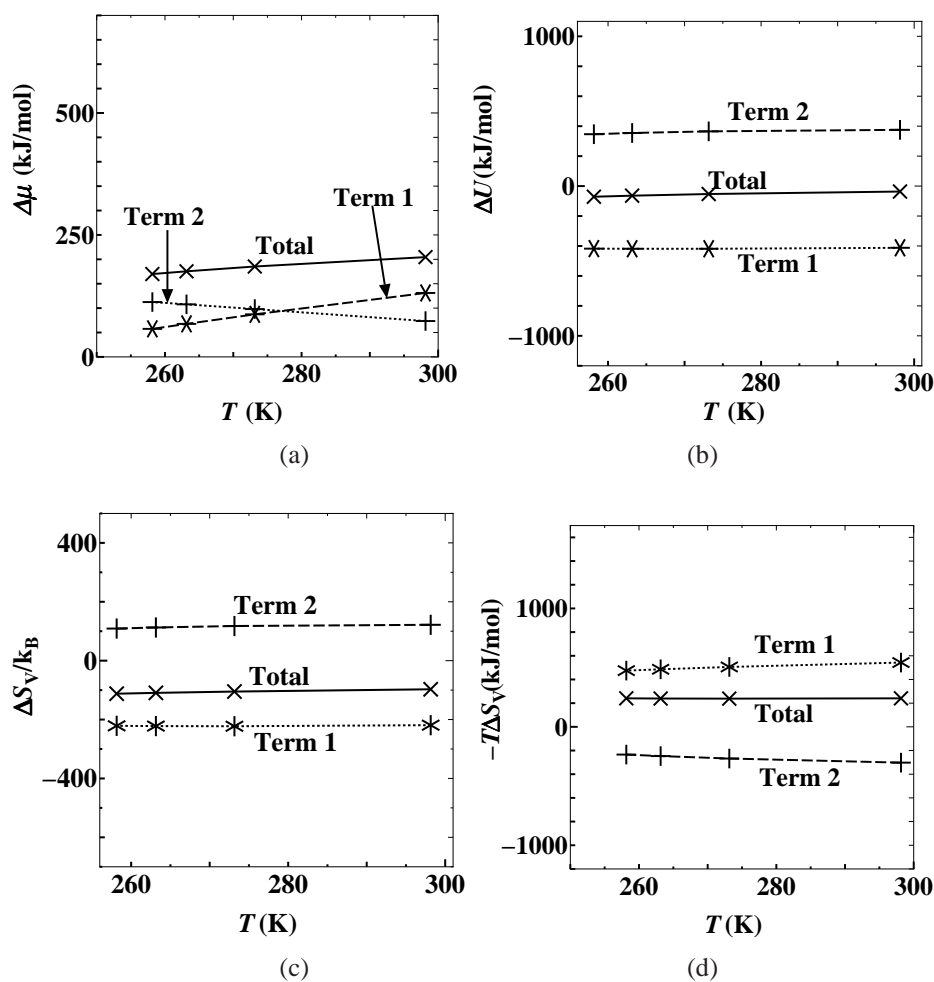 500
250
0
Δμ (kJ/mol)
Term 2
Term 1
Total
260 280 300
T (K)
(a)
1000
0
−1000
ΔU(kJ/mol)
Term 2
Total
Term 1
260 280 300
T (K)
(b)
400
0
−400
ΔS_V/k_B
Term 2
Total
Term 1
260 280 300
T (K)
(c)
1000
0
−1000
−TΔS_V(kJ/mol)
Term 1
Total
Term 2
260 280 300
T (K)
(d)